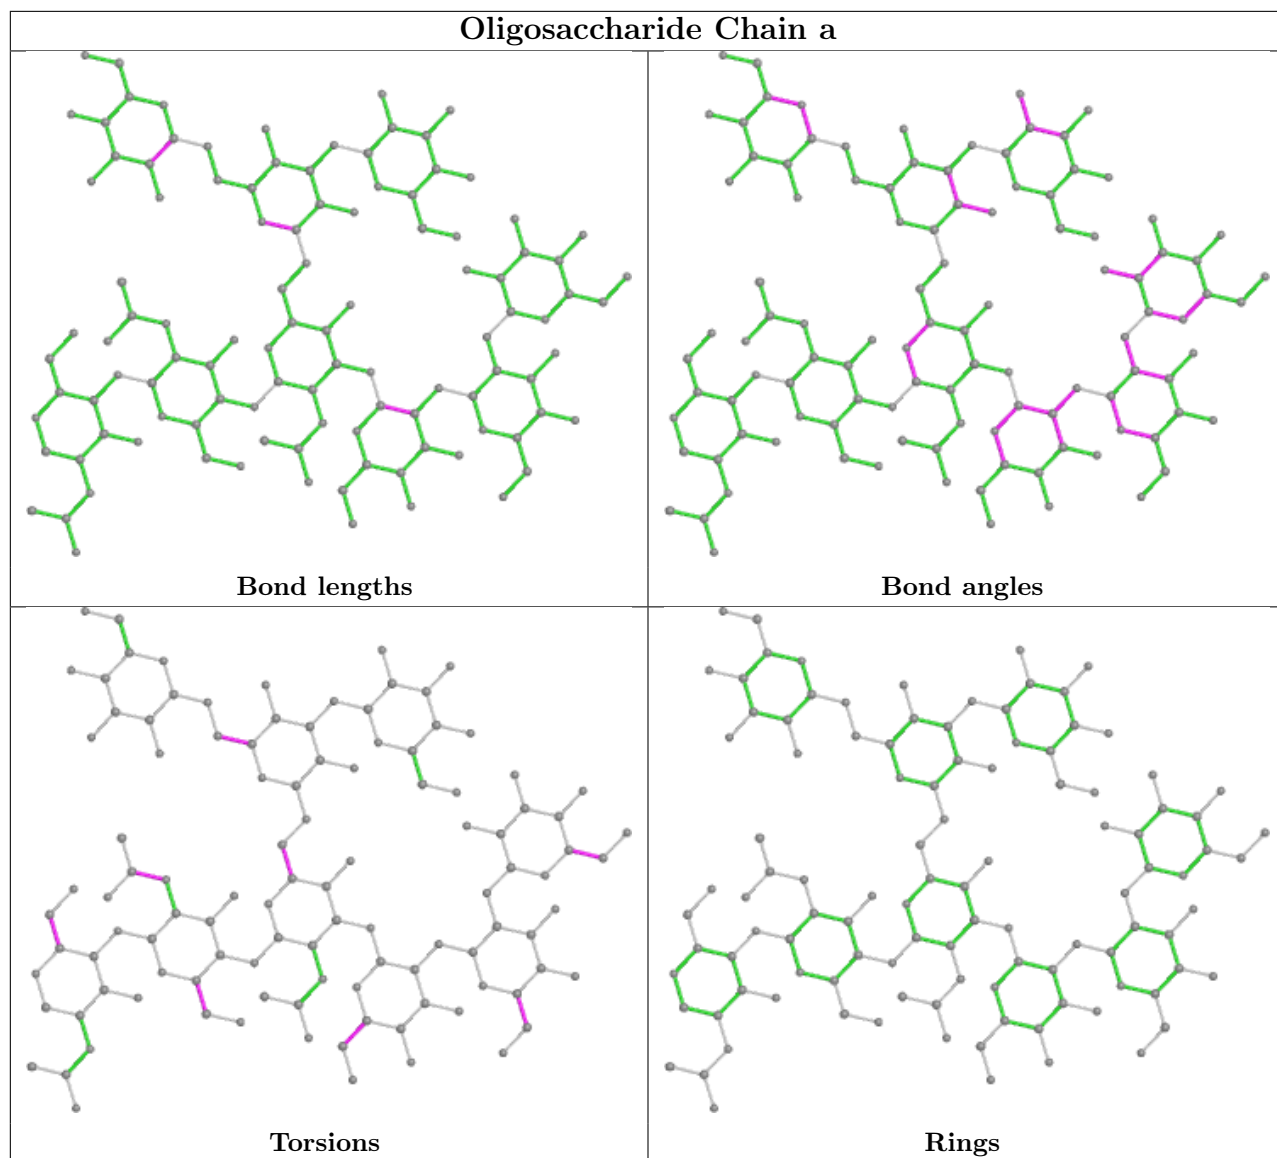 Oligosaccharide Chain a
Bond lengths
Bond angles
Torsions
Rings